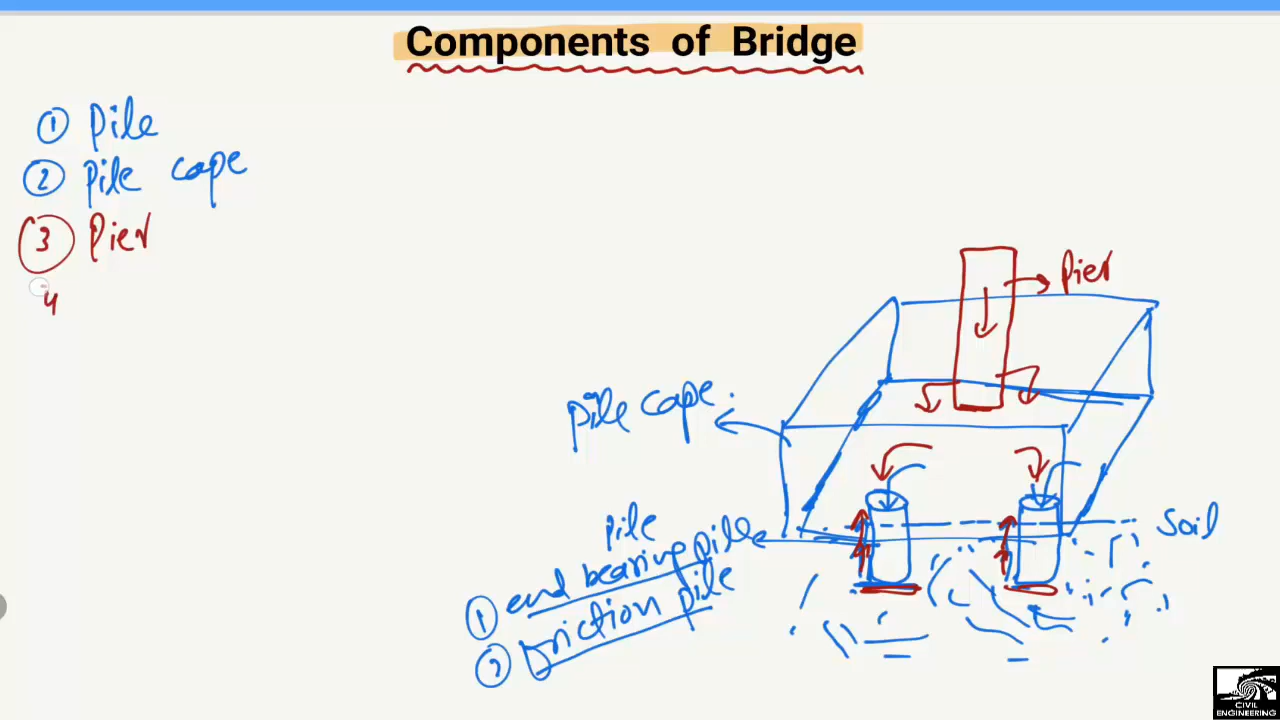 Components of Bridge
① Pile
② Pile cape
③ Pier
4
Pier
Pile cape.
Soil
pile
① end bearing pile
② friction pile
CIVIL
ENGINEERING